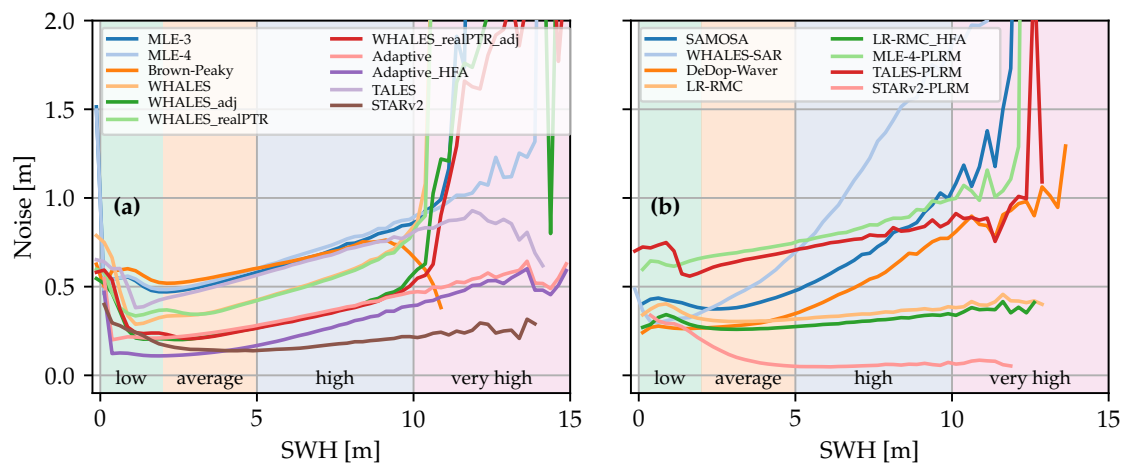 2.0
1.5
1.0
0.5
0.0
Noise [m]
MLE-3
MLE-4
Brown-Peaky
WHALES
WHALES_adj
WHALES_realPTR
WHALES_realPTR_adj
Adaptive
Adaptive_HFA
TALES
STARv2
(a)
low
average
high
very high
0
5
10
15
SWH [m]
SAMOSA
WHALES-SAR
DeDop-Waver
LR-RMC
LR-RMC_HFA
MLE-4-PLRM
TALES-PLRM
STARv2-PLRM
(b)
low
average
high
very high
0
5
10
15
SWH [m]